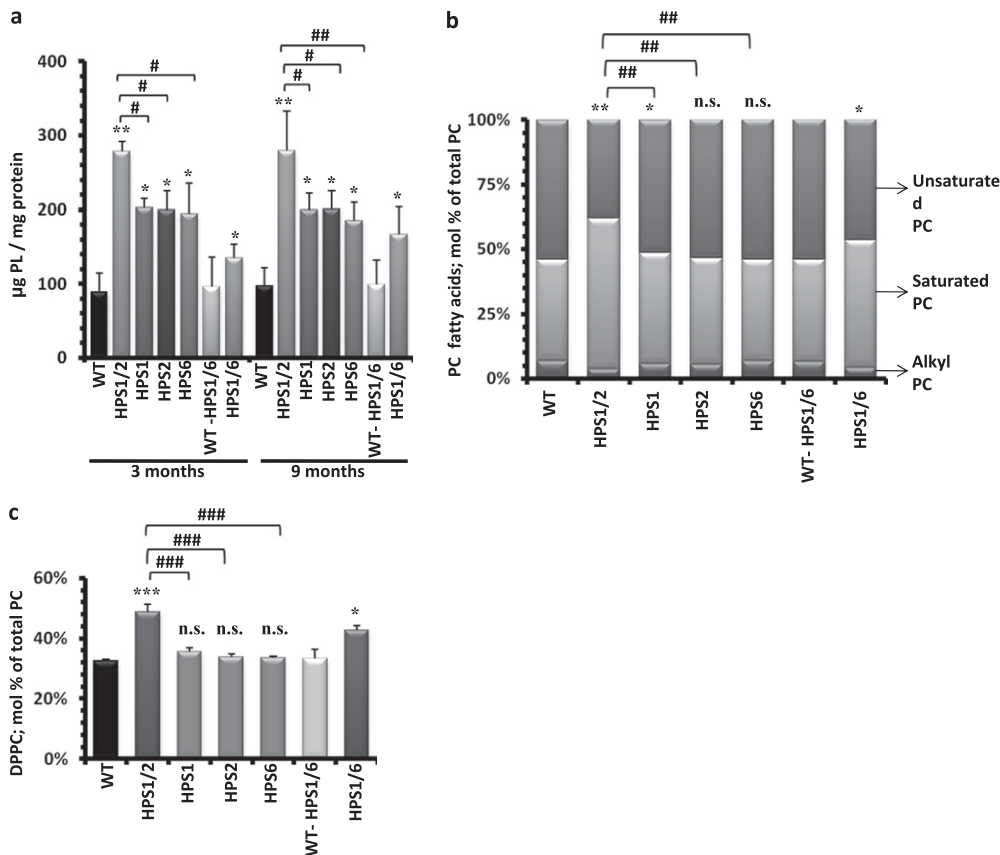 a
##
#
#
#
#
#
400
300
200
100
0
µg PL / mg protein
**
*
*
*
*
**
*
*
*
*
WT
HPS1/2
HPS1
HPS2
HPS6
WT -HPS1/6
HPS1/6
WT
HPS1/2
HPS1
HPS2
HPS6
WT - HPS1/6
HPS1/6
3 months
9 months
b
##
##
##
**
*
n.s.
n.s.
*
100%
75%
50%
25%
0%
PC fatty acids; mol % of total PC
Unsaturate
d
PC
Saturated
PC
Alkyl
PC
WT
HPS1/2
HPS1
HPS2
HPS6
WT- HPS1/6
HPS1/6
c
###
###
###
60%
40%
20%
0%
DPPC; mol % of total PC
***
n.s.
n.s.
n.s.
*
WT
HPS1/2
HPS1
HPS2
HPS6
WT- HPS1/6
HPS1/6